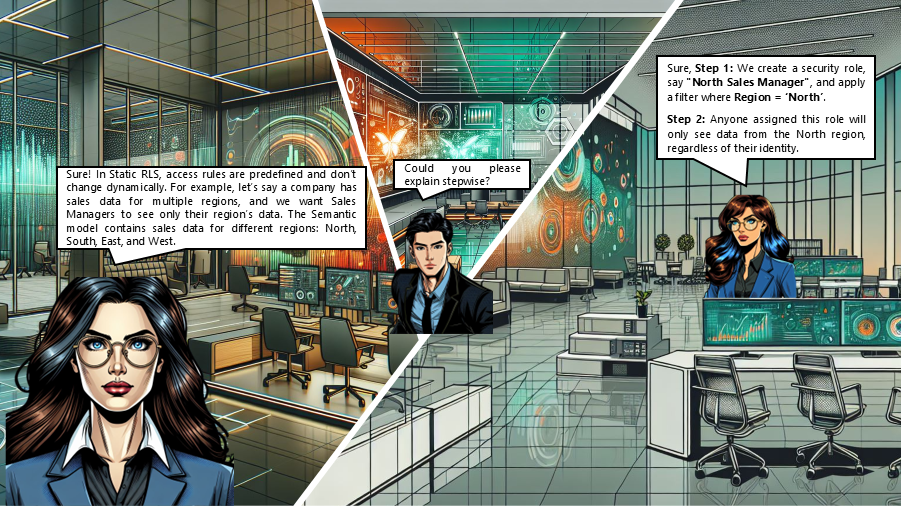 Sure! In Static RLS, access rules are predefined and don't
change dynamically. For example, let's say a company has
sales data for multiple regions, and we want Sales
Managers to see only their region's data. The Semantic
model contains sales data for different regions: North,
South, East, and West.
Could you please
explain stepwise?
Sure, Step 1: We create a security role,
say "North Sales Manager", and apply
a filter where Region = ‘North’.
Step 2: Anyone assigned this role will
only see data from the North region,
regardless of their identity.